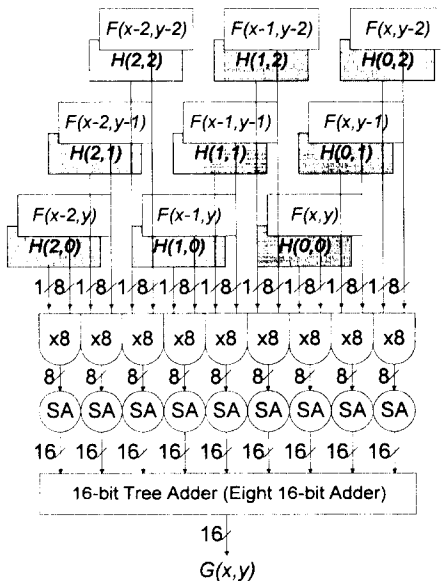 F(x-2,y-2) F(x-1,y-2) F(x,y-2)
H(2,2) H(1,2) H(0,2)
F(x-2,y-1) F(x-1,y-1) F(x,y-1)
H(2,1) H(1,1) H(0,1)
F(x-2,y) F(x-1,y) F(x,y)
H(2,0) H(1,0) H(0,0)
1 8 1 8 1 8 1 8 1 8 1 8 1 8 1 8 1 8
x8 x8 x8 x8 x8 x8 x8 x8 x8
8 8 8 8 8 8 8 8 8
SA SA SA SA SA SA SA SA SA
16 16 16 16 16 16 16 16 16
16-bit Tree Adder (Eight 16-bit Adder)
16
G(x,y)